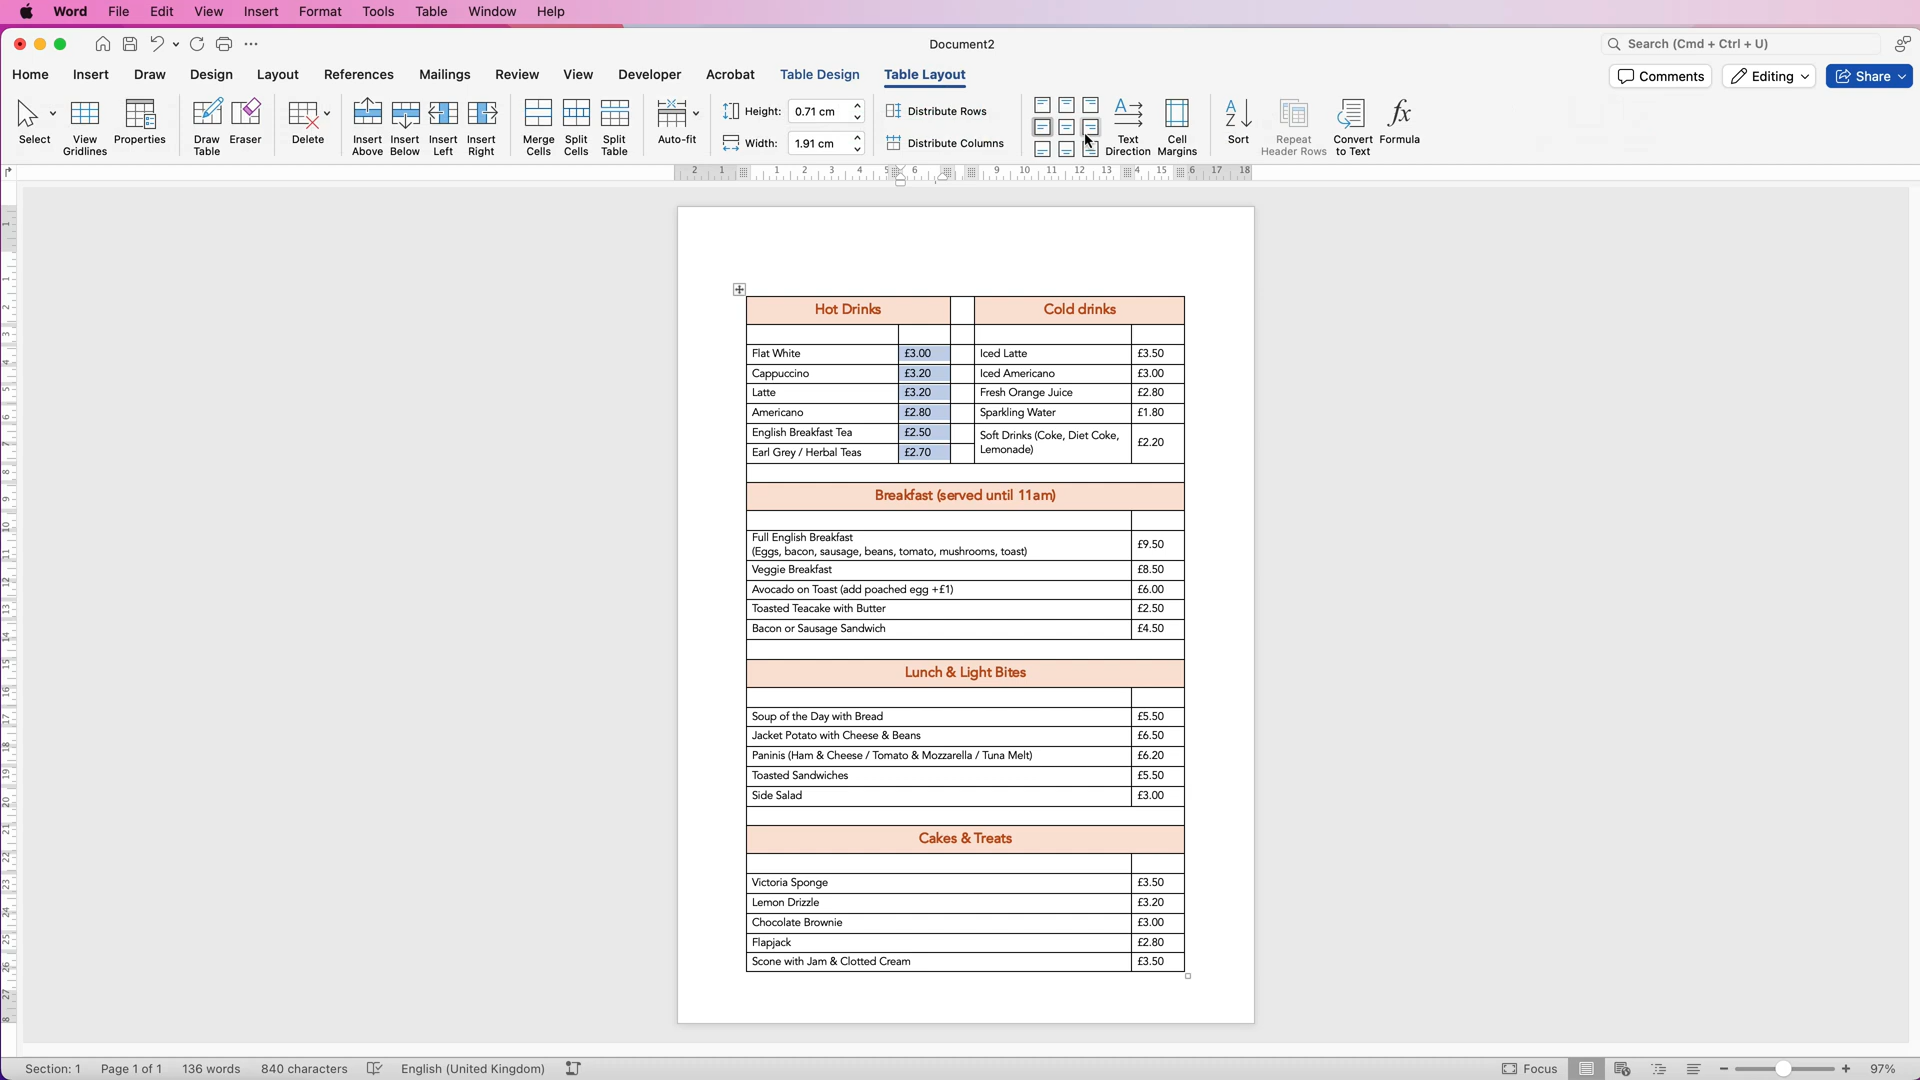 Word File Edit View Insert Format Tools Table Window Help
Document2
Search (Cmd + Ctrl + U)
Home Insert Draw Design Layout References Mailings Review View Developer Acrobat Table Design Table Layout
Comments Editing Share
Select
View Gridlines
Properties
Draw Table
Eraser
Delete
Insert Above
Insert Below
Insert Left
Insert Right
Merge Cells
Split Cells
Split Table
Auto-fit
Height: 0.71 cm
Width: 1.91 cm
Distribute Rows
Distribute Columns
Text Direction
Cell Margins
Sort
Repeat Header Rows
Convert to Text
Formula
Hot Drinks Cold drinks
Flat White £3.00 Iced Latte £3.50
Cappuccino £3.20 Iced Americano £3.00
Latte £3.20 Fresh Orange Juice £2.80
Americano £2.80 Sparkling Water £1.80
English Breakfast Tea £2.50 Soft Drinks (Coke, Diet Coke,
Lemonade) £2.20
Earl Grey / Herbal Teas £2.70
Breakfast (served until 11am)
Full English Breakfast
(Eggs, bacon, sausage, beans, tomato, mushrooms, toast) £9.50
Veggie Breakfast £8.50
Avocado on Toast (add poached egg +£1) £6.00
Toasted Teacake with Butter £2.50
Bacon or Sausage Sandwich £4.50
Lunch & Light Bites
Soup of the Day with Bread £5.50
Jacket Potato with Cheese & Beans £6.50
Paninis (Ham & Cheese / Tomato & Mozzarella / Tuna Melt) £6.20
Toasted Sandwiches £5.50
Side Salad £3.00
Cakes & Treats
Victoria Sponge £3.50
Lemon Drizzle £3.20
Chocolate Brownie £3.00
Flapjack £2.80
Scone with Jam & Clotted Cream £3.50
Section: 1 Page 1 of 1 136 words 840 characters English (United Kingdom) Focus 97%